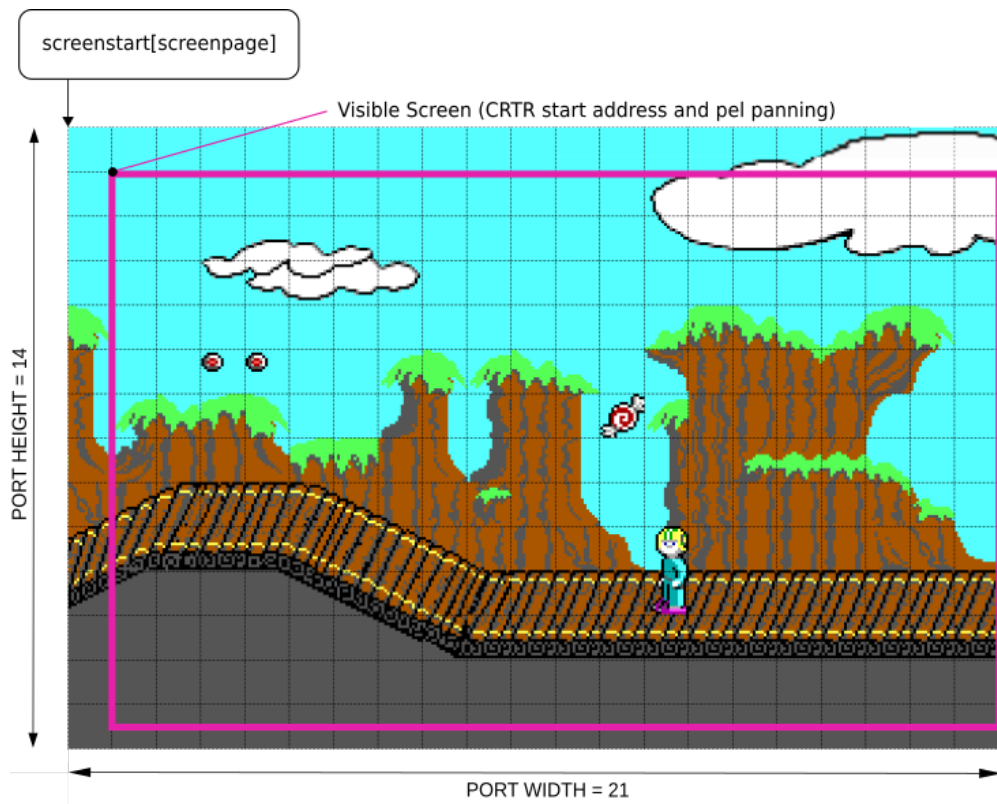 screenstart[screenpage]
Visible Screen (CRTR start address and pel panning)
PORT HEIGHT = 14
PORT WIDTH = 21